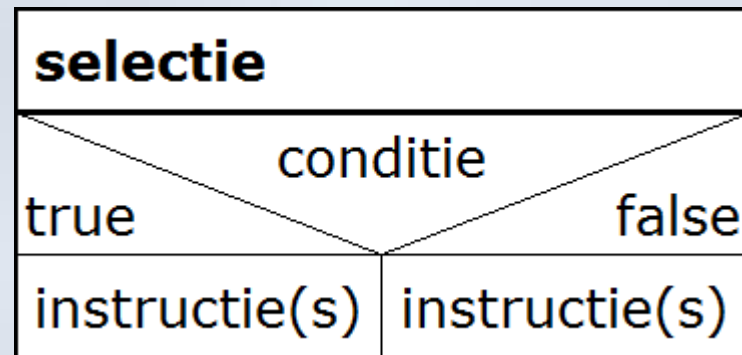 selectie
conditie
true false
instructie(s) instructie(s)